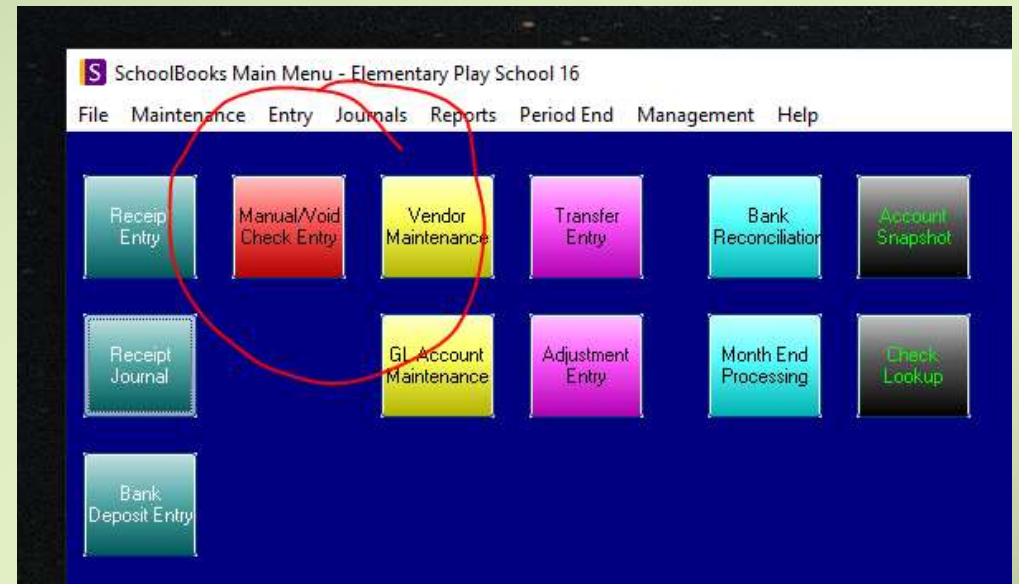 S SchoolBooks Main Menu - Elementary Play School 16
File Maintenance Entry Journals Reports Period End Management Help
Receipt
Entry
Manual/Void
Check Entry
Vendor
Maintenance
Transfer
Entry
Bank
Reconciliation
Account
Snapshot
Receipt
Journal
GL Account
Maintenance
Adjustment
Entry
Month End
Processing
Check
Lookup
Bank
Deposit Entry